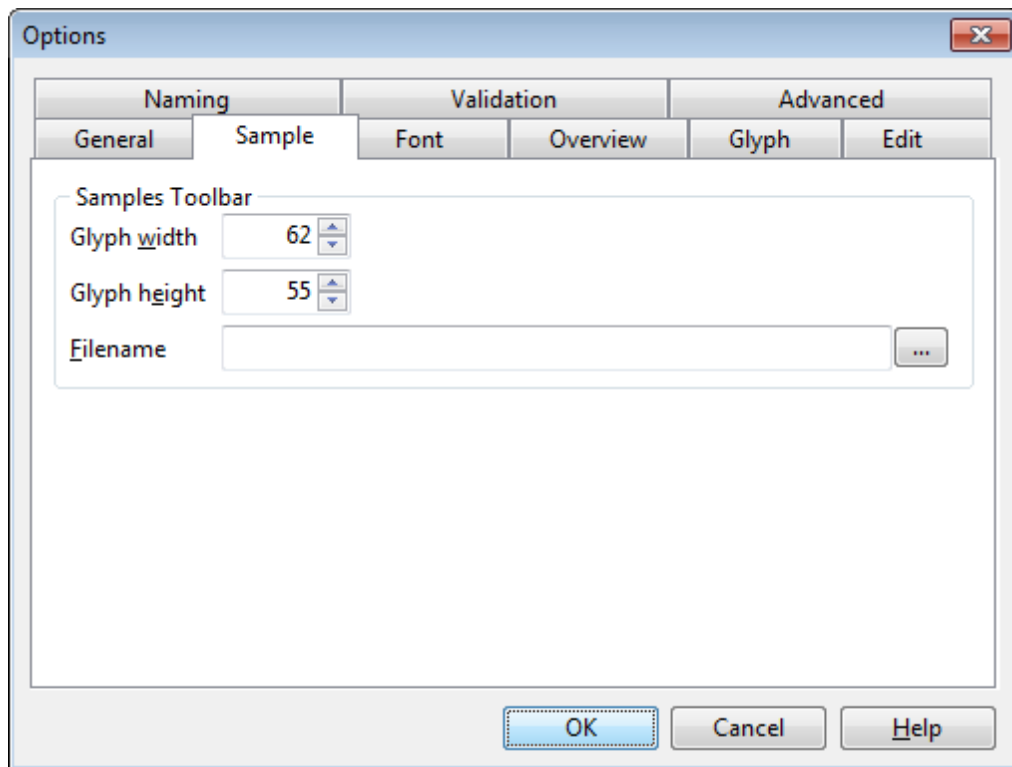 Options
Naming Validation Advanced
General Sample Font Overview Glyph Edit
Samples Toolbar
Glyph width 62
Glyph height 55
Filename ...
OK Cancel Help